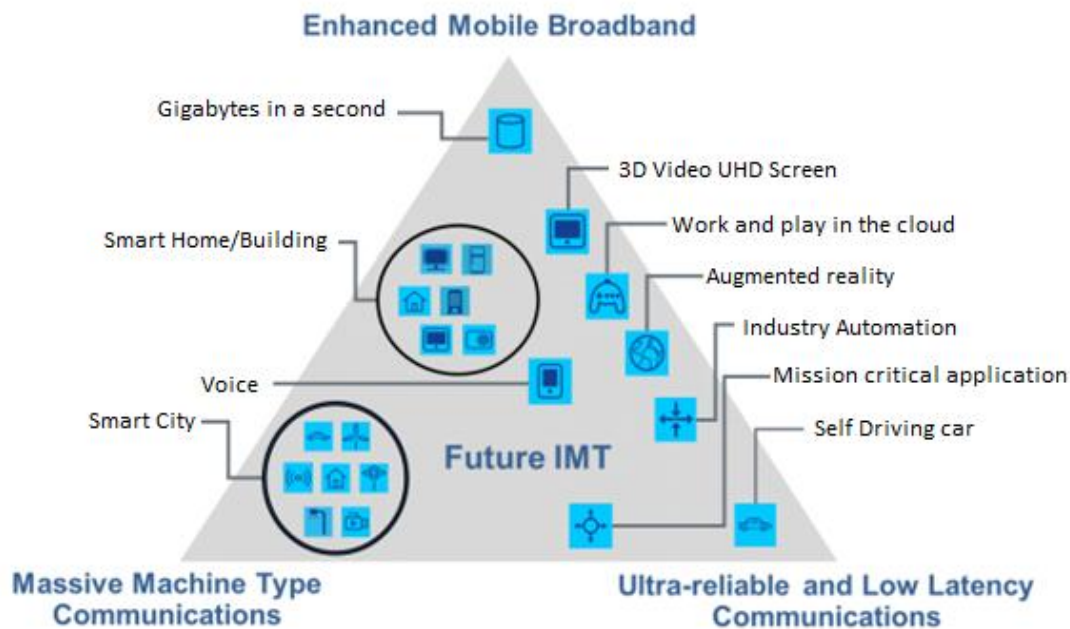 Enhanced Mobile Broadband
Gigabytes in a second
3D Video UHD Screen
Work and play in the cloud
Smart Home/Building
Augmented reality
Industry Automation
Mission critical application
Voice
Smart City
Self Driving car
Future IMT
Massive Machine Type
Communications
Ultra-reliable and Low Latency
Communications